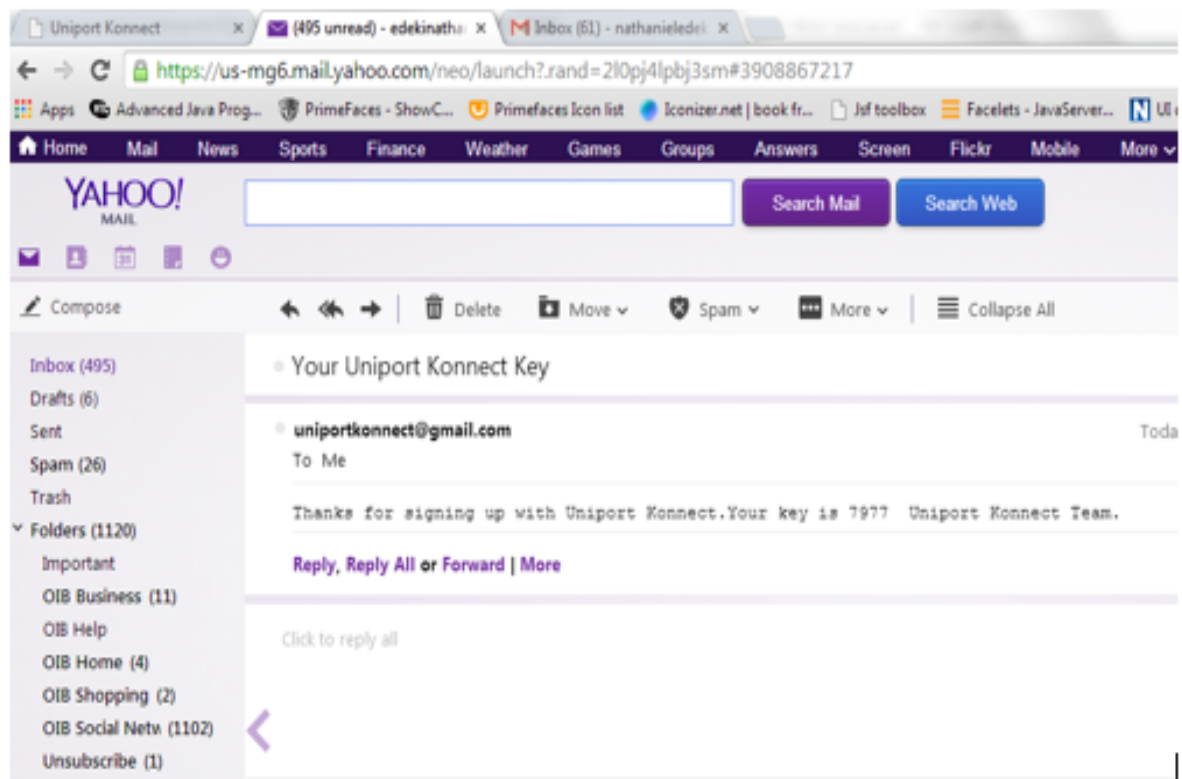 Uniport Konnect
(495 unread) - edekinatha
Inbox (61) - nathanieledek
https://us-mg6.mail.yahoo.com/neo/launch?.rand=2l0pj4lpbj3sm#3908867217
Apps Advanced Java Prog... PrimeFaces - ShowC... Primefaces Icon list Iconizer.net | book fr... Jsf toolbox Facelets - JavaServer... UI
Home Mail News Sports Finance Weather Games Groups Answers Screen Flickr Mobile More
YAHOO!
MAIL
Search Mail Search Web
31
Compose
Delete Move Spam More Collapse All
Inbox (495)
Drafts (6)
Sent
Spam (26)
Trash
Folders (1120)
Important
OIB Business (11)
OIB Help
OIB Home (4)
OIB Shopping (2)
OIB Social Netw (1102)
Unsubscribe (1)
Your Uniport Konnect Key
uniportkonnect@gmail.com
Toda
To Me
Thanks for signing up with Uniport Konnect.Your key is 7977 Uniport Konnect Team.
Reply, Reply All or Forward | More
Click to reply all